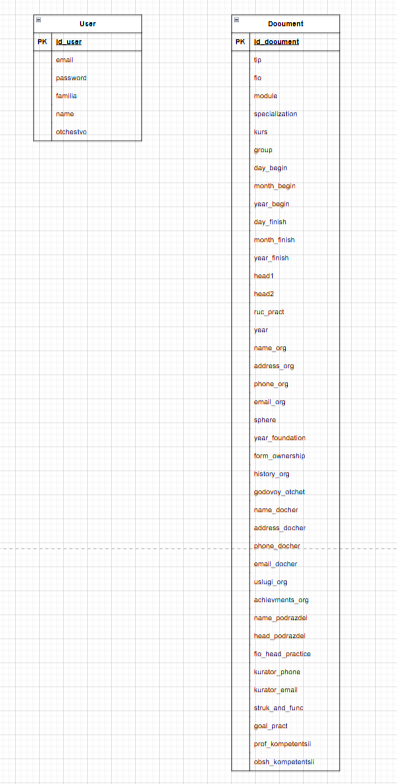 User
PK id_user
email
password
familia
name
otchestvo
Document
PK id_document
tip
fio
module
specialization
kurs
group
day_begin
month_begin
year_begin
day_finish
month_finish
year_finish
head1
head2
ruc_pract
year
name_org
address_org
phone_org
email_org
sphere
year_foundation
form_ownership
history_org
godovoy_otchet
name_docher
address_docher
phone_docher
email_docher
uslugi_org
achievments_org
name_podrazdel
head_podrazdel
fio_head_practice
kurator_phone
kurator_email
struk_and_func
goal_pract
prof_kompetentsii
obsh_kompetentsii